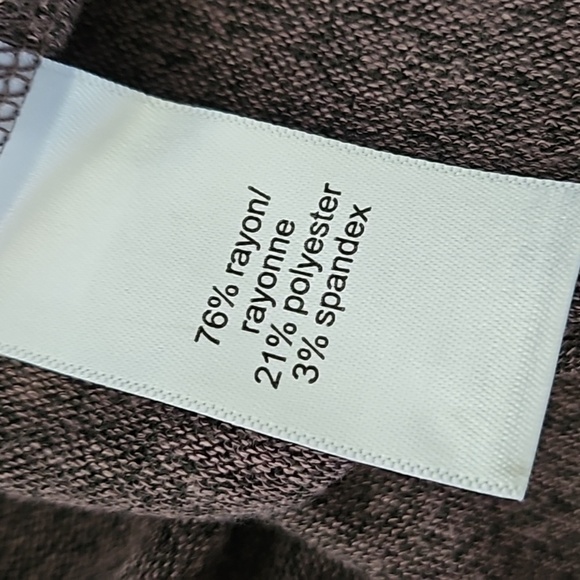 76% rayon/
rayonne
21% polyester
3% spandex